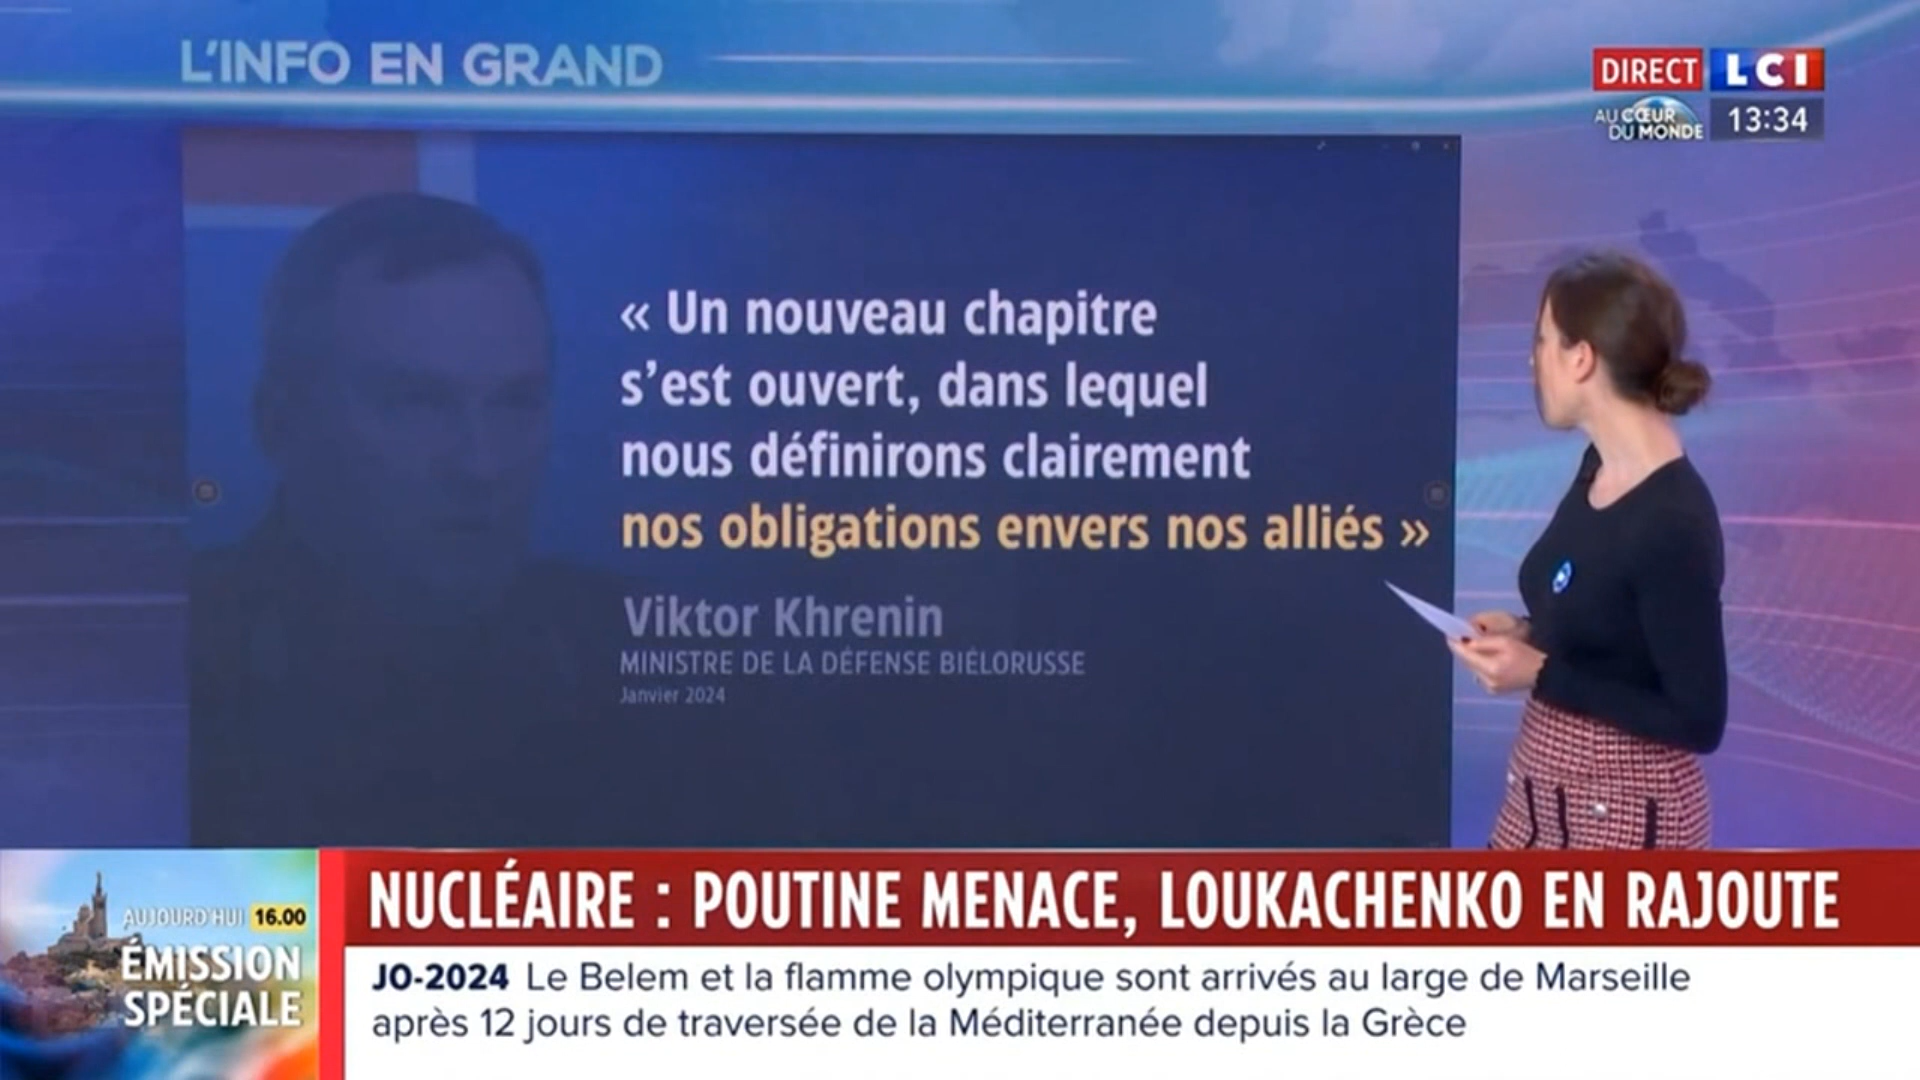 L'INFO EN GRAND
DIRECT LCI
AU CŒUR
DU MONDE
13:34
« Un nouveau chapitre
s'est ouvert, dans lequel
nous définirons clairement
nos obligations envers nos alliés »
Viktor Khrenin
MINISTRE DE LA DÉFENSE BIÉLORUSSE
Janvier 2024
AUJOURD'HUI 16.00
ÉMISSION
SPÉCIALE
NUCLÉAIRE : POUTINE MENACE, LOUKACHENKO EN RAJOUTE
JO-2024 Le Belem et la flamme olympique sont arrivés au large de Marseille
après 12 jours de traversée de la Méditerranée depuis la Grèce